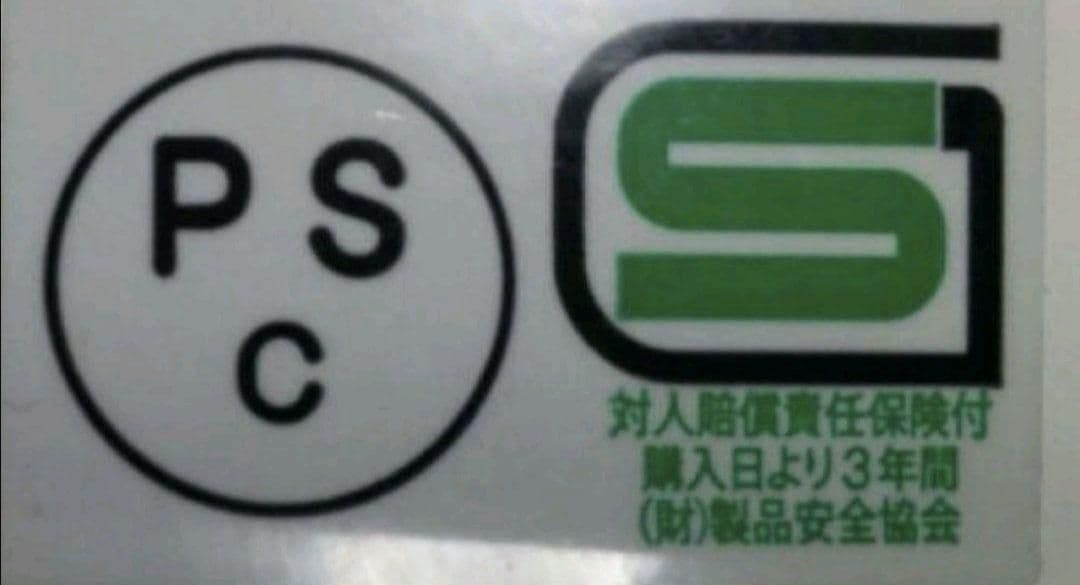 P S
C
SG
対人賠償責任保険付
購入日より3年間
(財)製品安全協会